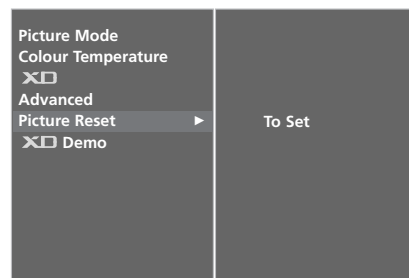 Picture Mode
Colour Temperature
XD
Advanced
Picture Reset ► To Set
XD Demo